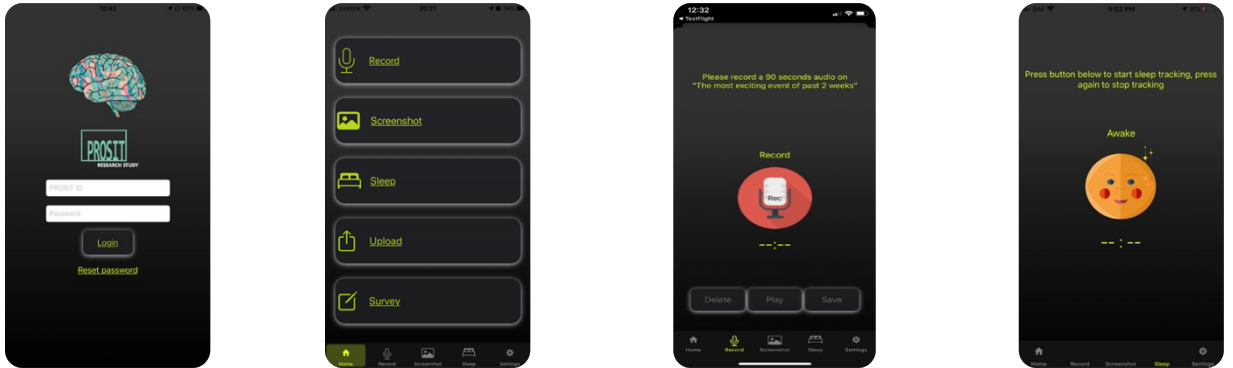 12:43
PROSIT
RESEARCH STUDY
PROSIT ID
Password
Login
Reset password
20:27
Record
Screenshot
Sleep
Upload
Survey
Home Record Screenshot Sleep Settings
12:32
◀ TestFlight
Please record a 90 seconds audio on
"The most exciting event of past 2 weeks"
Record
Rec
--:--
Delete Play Save
Home Record Screenshot Sleep Settings
5:02 PM
Press button below to start sleep tracking, press
again to stop tracking
Awake
-- : --
Home Record Screenshot Sleep Settings